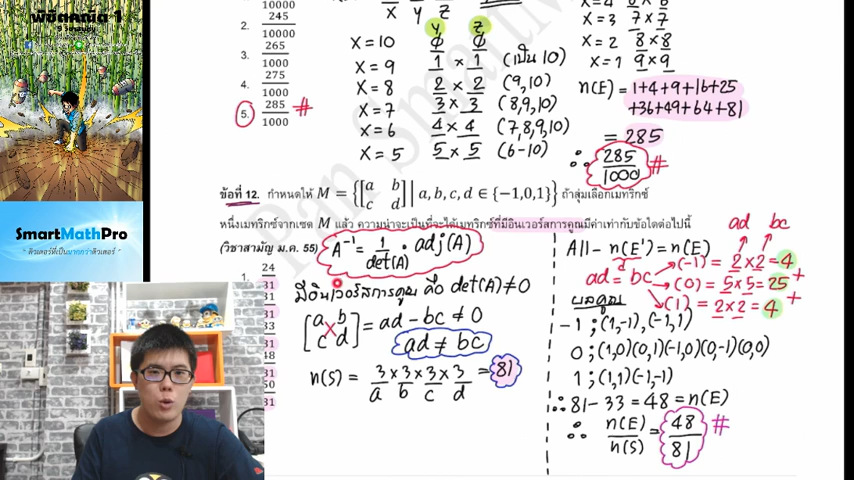 พิชิตคณิต 1
SmartMathPro
"ติวเตอร์ที่เป็นมากกว่าติวเตอร์"
10000
2. 245
10000
3. 265
1000
4. 275
1000
5. 285 #
1000
X y Z
y z
X = 10 0 0
X = 9 1 × 1 (เป็น 10)
X = 8 2 × 2 (9,10)
X = 7 3 × 3 (8,9,10)
X = 6 4 × 4 (7,8,9,10)
X = 5 5 × 5 (6-10)
X = 3 7 × 7
X = 2 8 × 8
X = 1 9 × 9
n(E) = 1+4+9+16+25
+36+49+64+81
= 285
∴ 285/1000 #
ข้อที่ 12. กำหนดให้ M = {[a b c d] | a, b, c, d ∈ {−1,0,1}} ถ้าสุ่มเลือกเมทริกซ์
หนึ่งเมทริกซ์จากเซต M แล้ว ความน่าจะเป็นที่จะได้เมทริกซ์ที่มีอินเวอร์สการคูณมีค่าเท่ากับข้อใดต่อไปนี้
(วิชาสามัญ ม.ค. 55)
1. 24
A⁻¹ = 1/det(A) · adj(A)
มีอินเวอร์สการคูณ คือ det(A) ≠ 0
[a b c d] = ad − bc ≠ 0
ad ≠ bc
n(S) = 3 × 3 × 3 × 3 = 81
a b c d
ad bc
All − n(E') = n(E)
ad = bc → (-1) = 2 × 2 = 4
→ (0) = 5 × 5 = 25 +
→ (1) = 2 × 2 = 4 +
ผลคูณ
-1 ; (1,-1), (-1,1)
0 ; (1,0)(0,1)(-1,0)(0,-1)(0,0)
1 ; (1,1)(-1,-1)
∴ 81 − 33 = 48 = n(E)
∴ n(E)/n(S) = 48/81 #